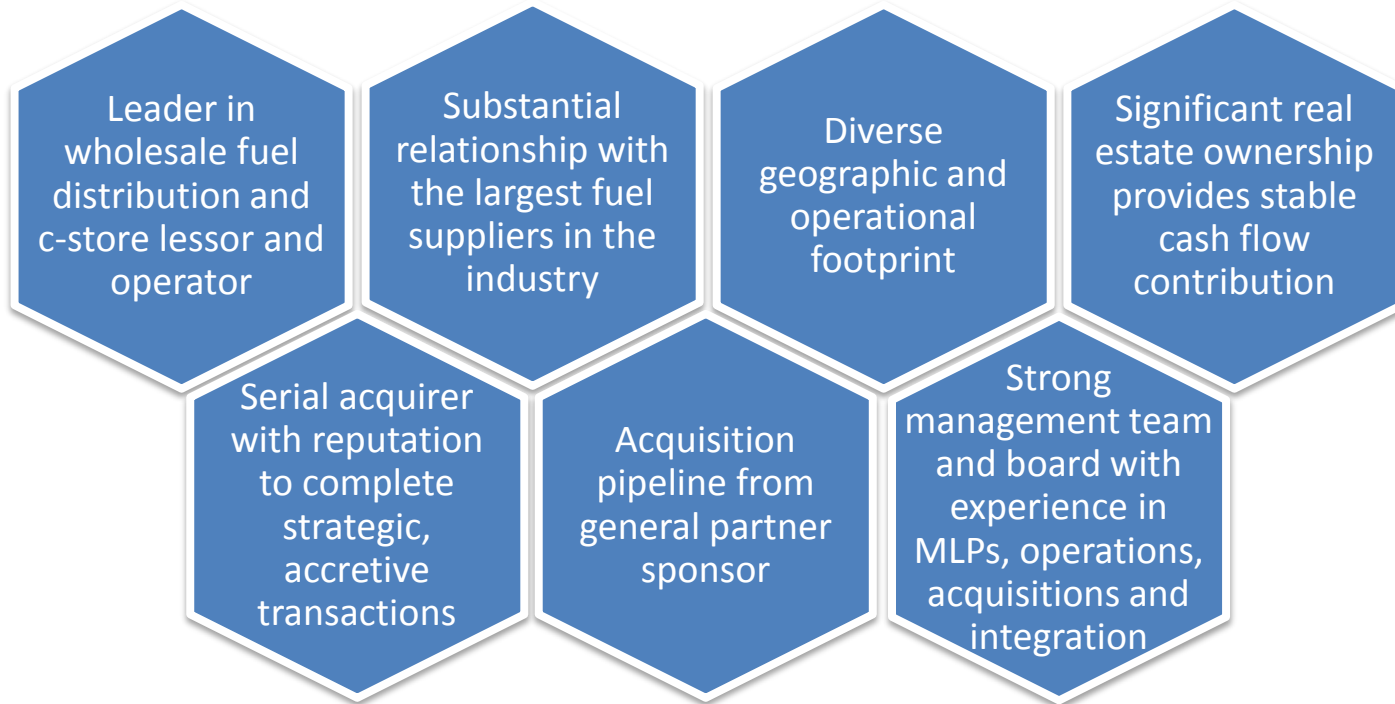 Leader in
wholesale fuel
distribution and
c-store lessor and
operator
Substantial
relationship with
the largest fuel
suppliers in the
industry
Diverse
geographic and
operational
footprint
Significant real
estate ownership
provides stable
cash flow
contribution
Serial acquirer
with reputation
to complete
strategic,
accretive
transactions
Acquisition
pipeline from
general partner
sponsor
Strong
management team
and board with
experience in
MLPs, operations,
acquisitions and
integration